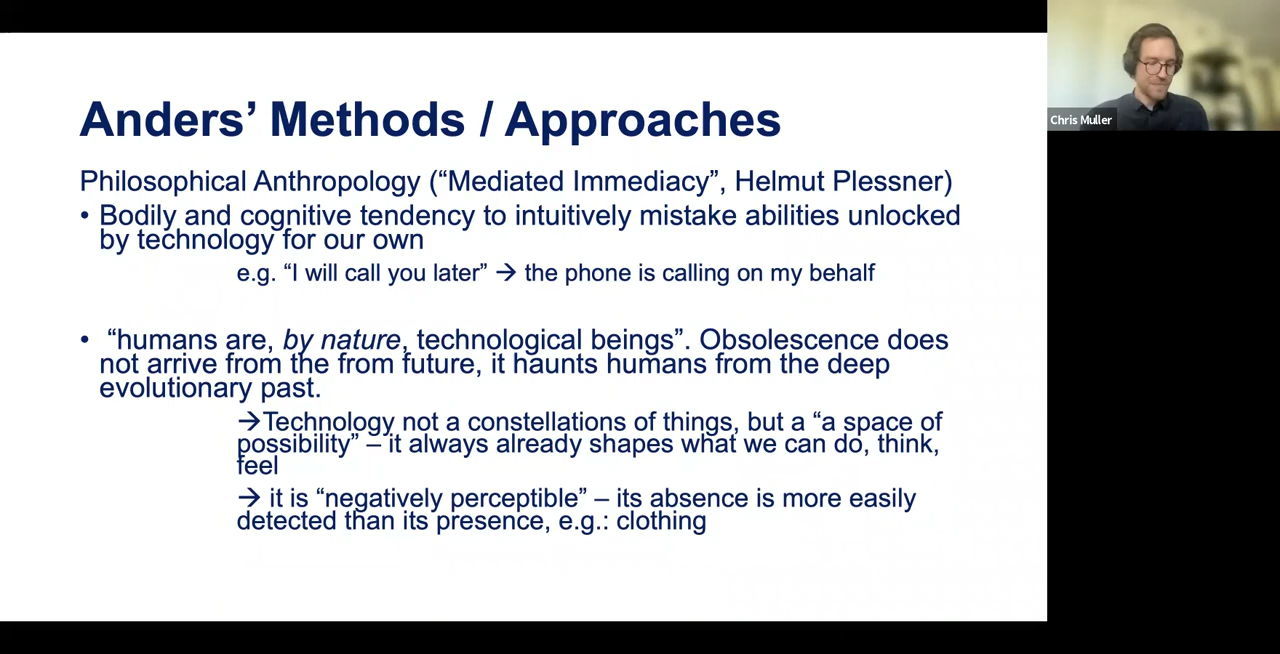 Anders’ Methods / Approaches
Philosophical Anthropology (“Mediated Immediacy”, Helmut Plessner)
• Bodily and cognitive tendency to intuitively mistake abilities unlocked
by technology for our own
e.g. “I will call you later” → the phone is calling on my behalf
• “humans are, by nature, technological beings”. Obsolescence does
not arrive from the from future, it haunts humans from the deep
evolutionary past.
→Technology not a constellations of things, but a “a space of
possibility” – it always already shapes what we can do, think,
feel
→ it is “negatively perceptible” – its absence is more easily
detected than its presence, e.g.: clothing
Chris Muller